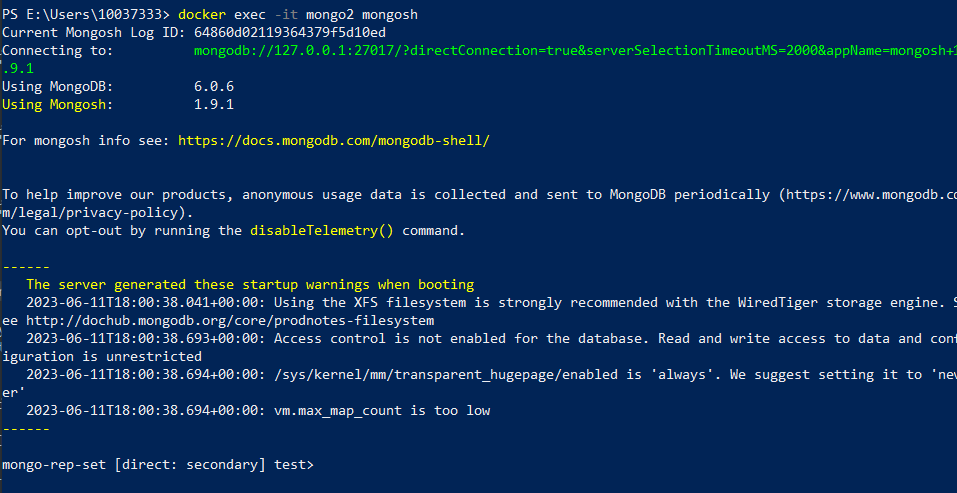 PS E:\Users\10037333> docker exec -it mongo2 mongosh
Current Mongosh Log ID: 64860d02119364379f5d10ed
Connecting to:          mongodb://127.0.0.1:27017/?directConnection=true&serverSelectionTimeoutMS=2000&appName=mongosh+1
.9.1
Using MongoDB:          6.0.6
Using Mongosh:          1.9.1
For mongosh info see: https://docs.mongodb.com/mongodb-shell/
To help improve our products, anonymous usage data is collected and sent to MongoDB periodically (https://www.mongodb.co
m/legal/privacy-policy).
You can opt-out by running the disableTelemetry() command.
------
   The server generated these startup warnings when booting
   2023-06-11T18:00:38.041+00:00: Using the XFS filesystem is strongly recommended with the WiredTiger storage engine. S
ee http://dochub.mongodb.org/core/prodnotes-filesystem
   2023-06-11T18:00:38.693+00:00: Access control is not enabled for the database. Read and write access to data and conf
iguration is unrestricted
   2023-06-11T18:00:38.694+00:00: /sys/kernel/mm/transparent_hugepage/enabled is 'always'. We suggest setting it to 'nev
er'
   2023-06-11T18:00:38.694+00:00: vm.max_map_count is too low
------
mongo-rep-set [direct: secondary] test>